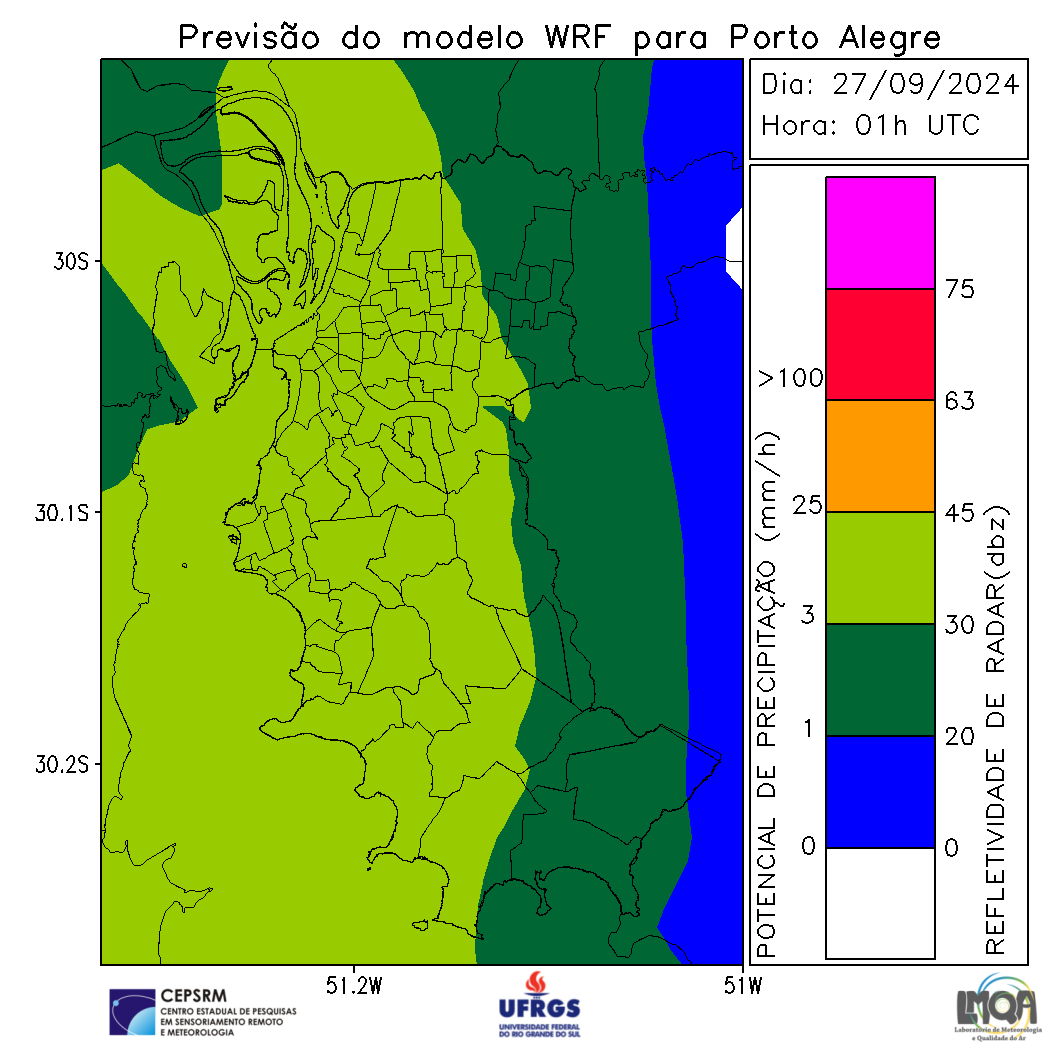 Previsão do modelo WRF para Porto Alegre
Dia: 27/09/2024
Hora: 01h UTC
30S
30.1S
30.2S
51.2W
51W
POTENCIAL DE PRECIPITAÇÃO (mm/h)
>100
25
3
1
0
75
63
45
30
20
0
REFLETIVIDADE DE RADAR(dbz)
CEPSRM
CENTRO ESTADUAL DE PESQUISAS
EM SENSORIAMENTO REMOTO
E METEOROLOGIA
UFRGS
UNIVERSIDADE FEDERAL
DO RIO GRANDE DO SUL
LMQA
Laboratório de Meteorologia
e Qualidade do Ar